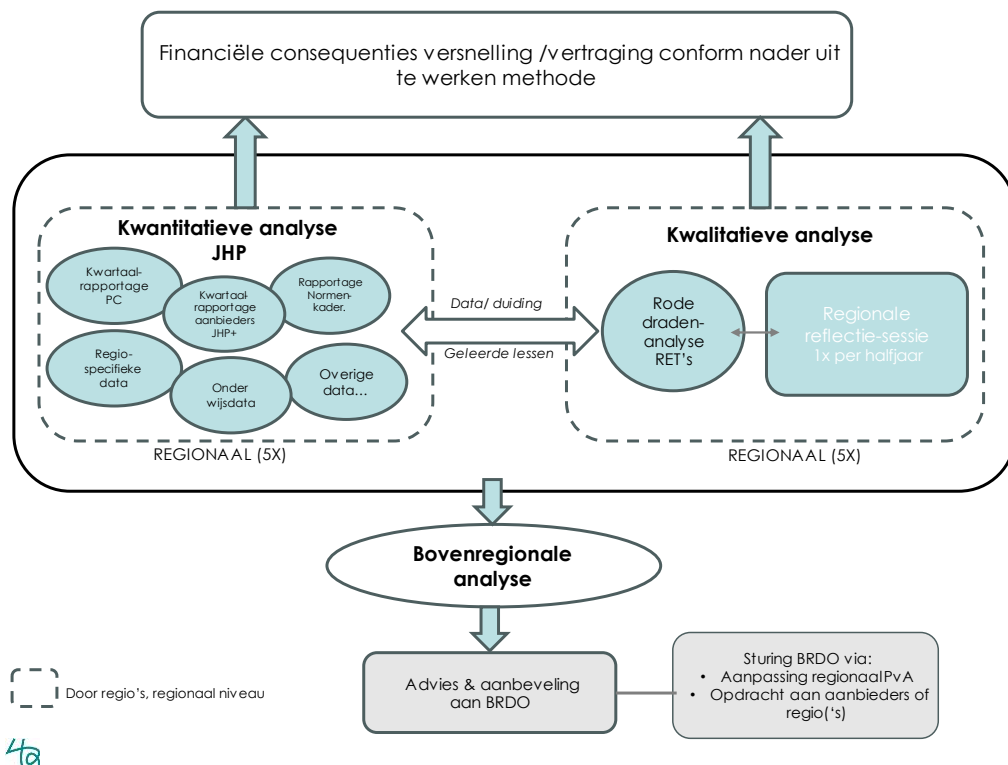 Financiële consequenties versnelling /vertraging conform nader uit
te werken methode
Kwantitatieve analyse
JHP
Kwartaal-
rapportage
PC
Kwartaal-
rapportage
aanbieders
JHP+
Rapportage
Normen-
kader.
Regio-
specifieke
data
Onder
wijsdata
Overige
data…
REGIONAAL (5X)
Data/ duiding
Geleerde lessen
Kwalitatieve analyse
Rode
draden-
analyse
RET's
Regionale
reflectie-sessie
1x per halfjaar
REGIONAAL (5X)
Bovenregionale
analyse
Advies & aanbeveling
aan BRDO
Sturing BRDO via:
• Aanpassing regionaalPvA
• Opdracht aan aanbieders of
regio('s)
Door regio's, regionaal niveau
4a